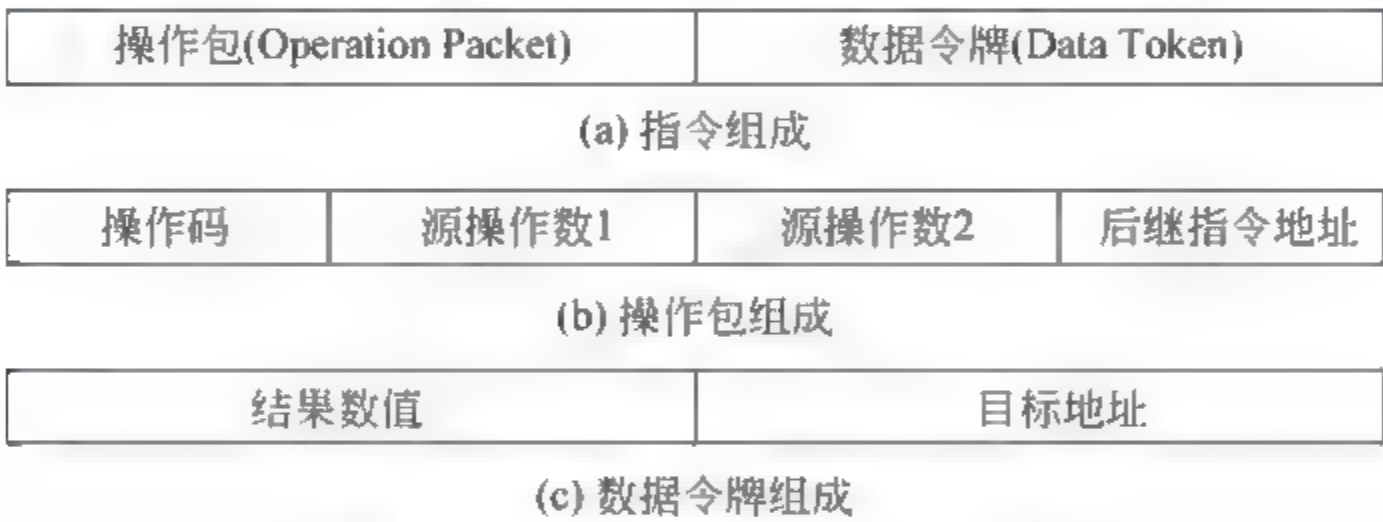 操作包(Operation Packet) 数据令牌(Data Token)
(a) 指令组成
操作码 源操作数1 源操作数2 后继指令地址
(b) 操作包组成
结果数值 目标地址
(c) 数据令牌组成